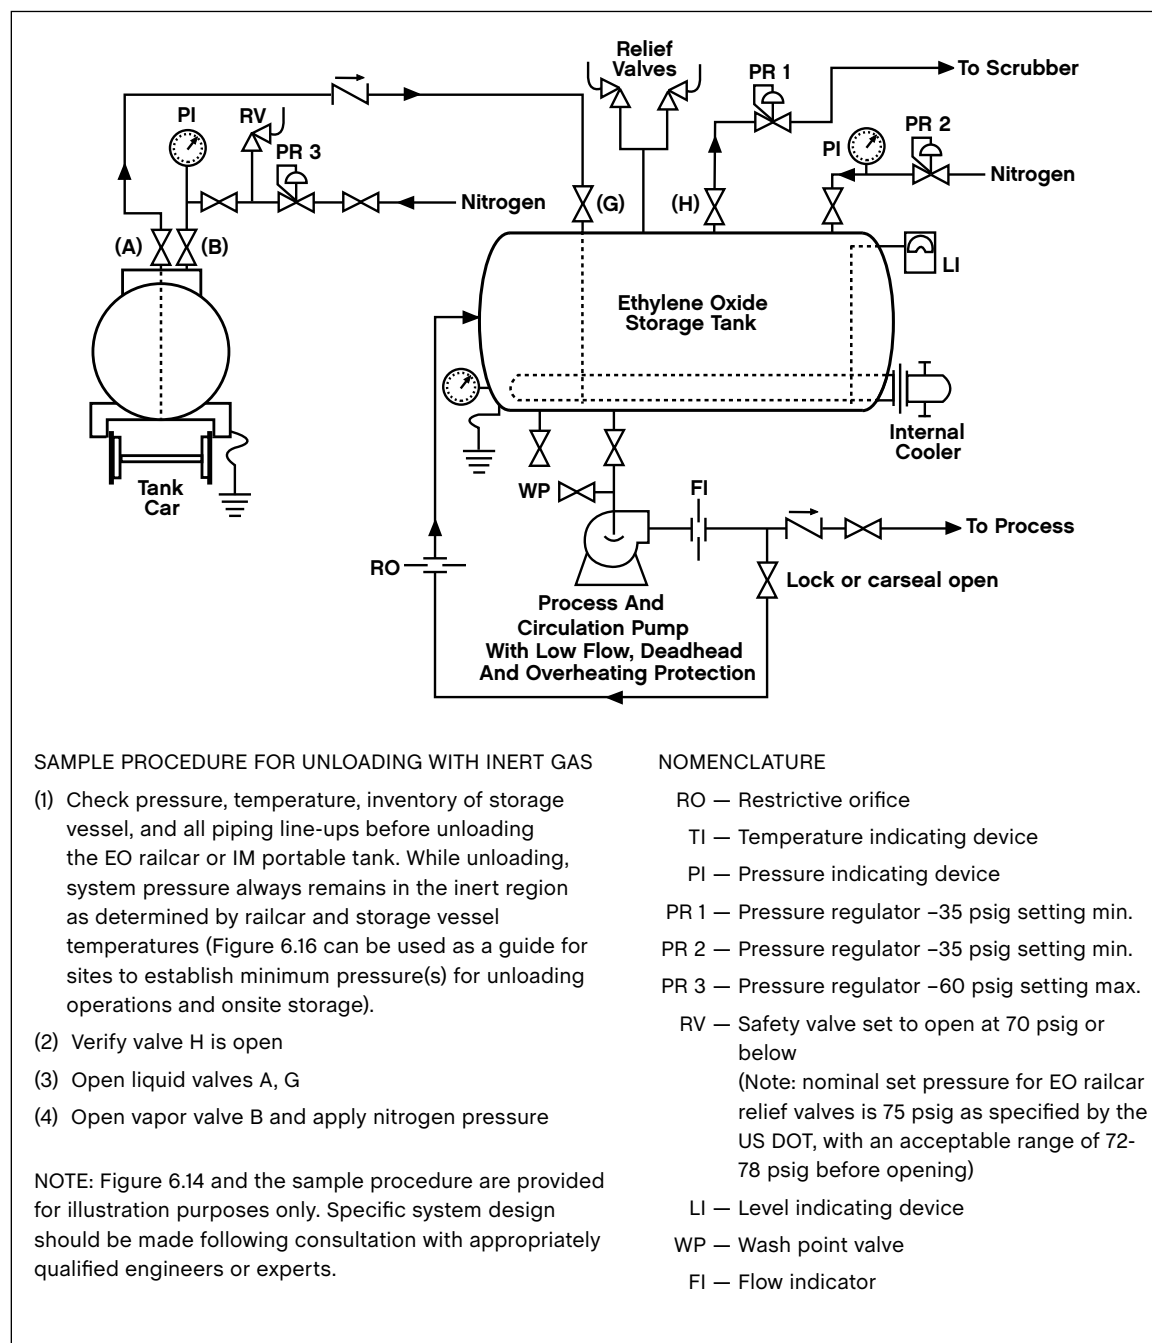 Relief
Valves
PR 1
To Scrubber
PI
RV
PR 3
Nitrogen
PI
PR 2
Nitrogen
(A)
(B)
(G)
(H)
LI
Ethylene Oxide
Storage Tank
Internal
Cooler
Tank
Car
WP
FI
To Process
RO
Lock or carseal open
Process And
Circulation Pump
With Low Flow, Deadhead
And Overheating Protection
SAMPLE PROCEDURE FOR UNLOADING WITH INERT GAS
(1) Check pressure, temperature, inventory of storage
vessel, and all piping line-ups before unloading
the EO railcar or IM portable tank. While unloading,
system pressure always remains in the inert region
as determined by railcar and storage vessel
temperatures (Figure 6.16 can be used as a guide for
sites to establish minimum pressure(s) for unloading
operations and onsite storage).
(2) Verify valve H is open
(3) Open liquid valves A, G
(4) Open vapor valve B and apply nitrogen pressure
NOTE: Figure 6.14 and the sample procedure are provided
for illustration purposes only. Specific system design
should be made following consultation with appropriately
qualified engineers or experts.
NOMENCLATURE
RO — Restrictive orifice
TI — Temperature indicating device
PI — Pressure indicating device
PR 1 — Pressure regulator –35 psig setting min.
PR 2 — Pressure regulator –35 psig setting min.
PR 3 — Pressure regulator –60 psig setting max.
RV — Safety valve set to open at 70 psig or
below
(Note: nominal set pressure for EO railcar
relief valves is 75 psig as specified by the
US DOT, with an acceptable range of 72-
78 psig before opening)
LI — Level indicating device
WP — Wash point valve
FI — Flow indicator